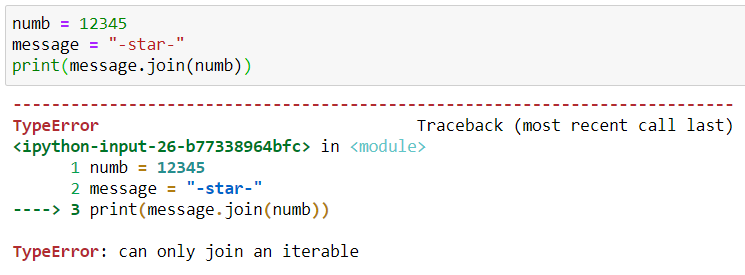 numb = 12345
message = "-star-"
print(message.join(numb))
---------------------------------------------------------------------------
TypeError                                 Traceback (most recent call last)
<ipython-input-26-b77338964bfc> in <module>
      1 numb = 12345
      2 message = "-star-"
----> 3 print(message.join(numb))
TypeError: can only join an iterable